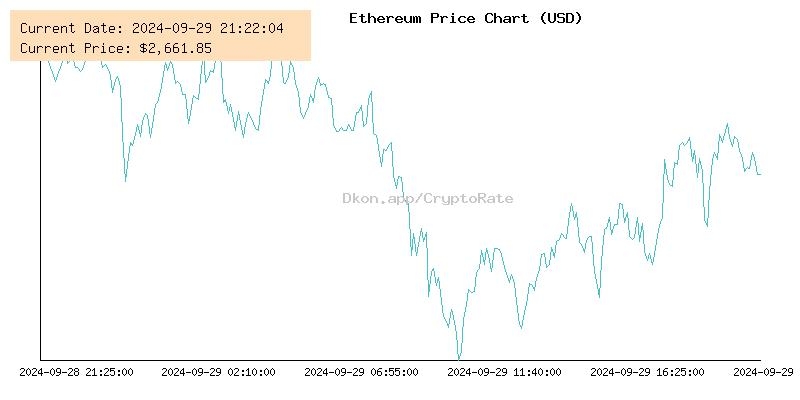 Ethereum Price Chart (USD)
Current Date: 2024-09-29 21:22:04
Current Price: $2,661.85
Dkon.app/CryptoRate
2024-09-28 21:25:00 2024-09-29 02:10:00 2024-09-29 06:55:00 2024-09-29 11:40:00 2024-09-29 16:25:00 2024-09-29